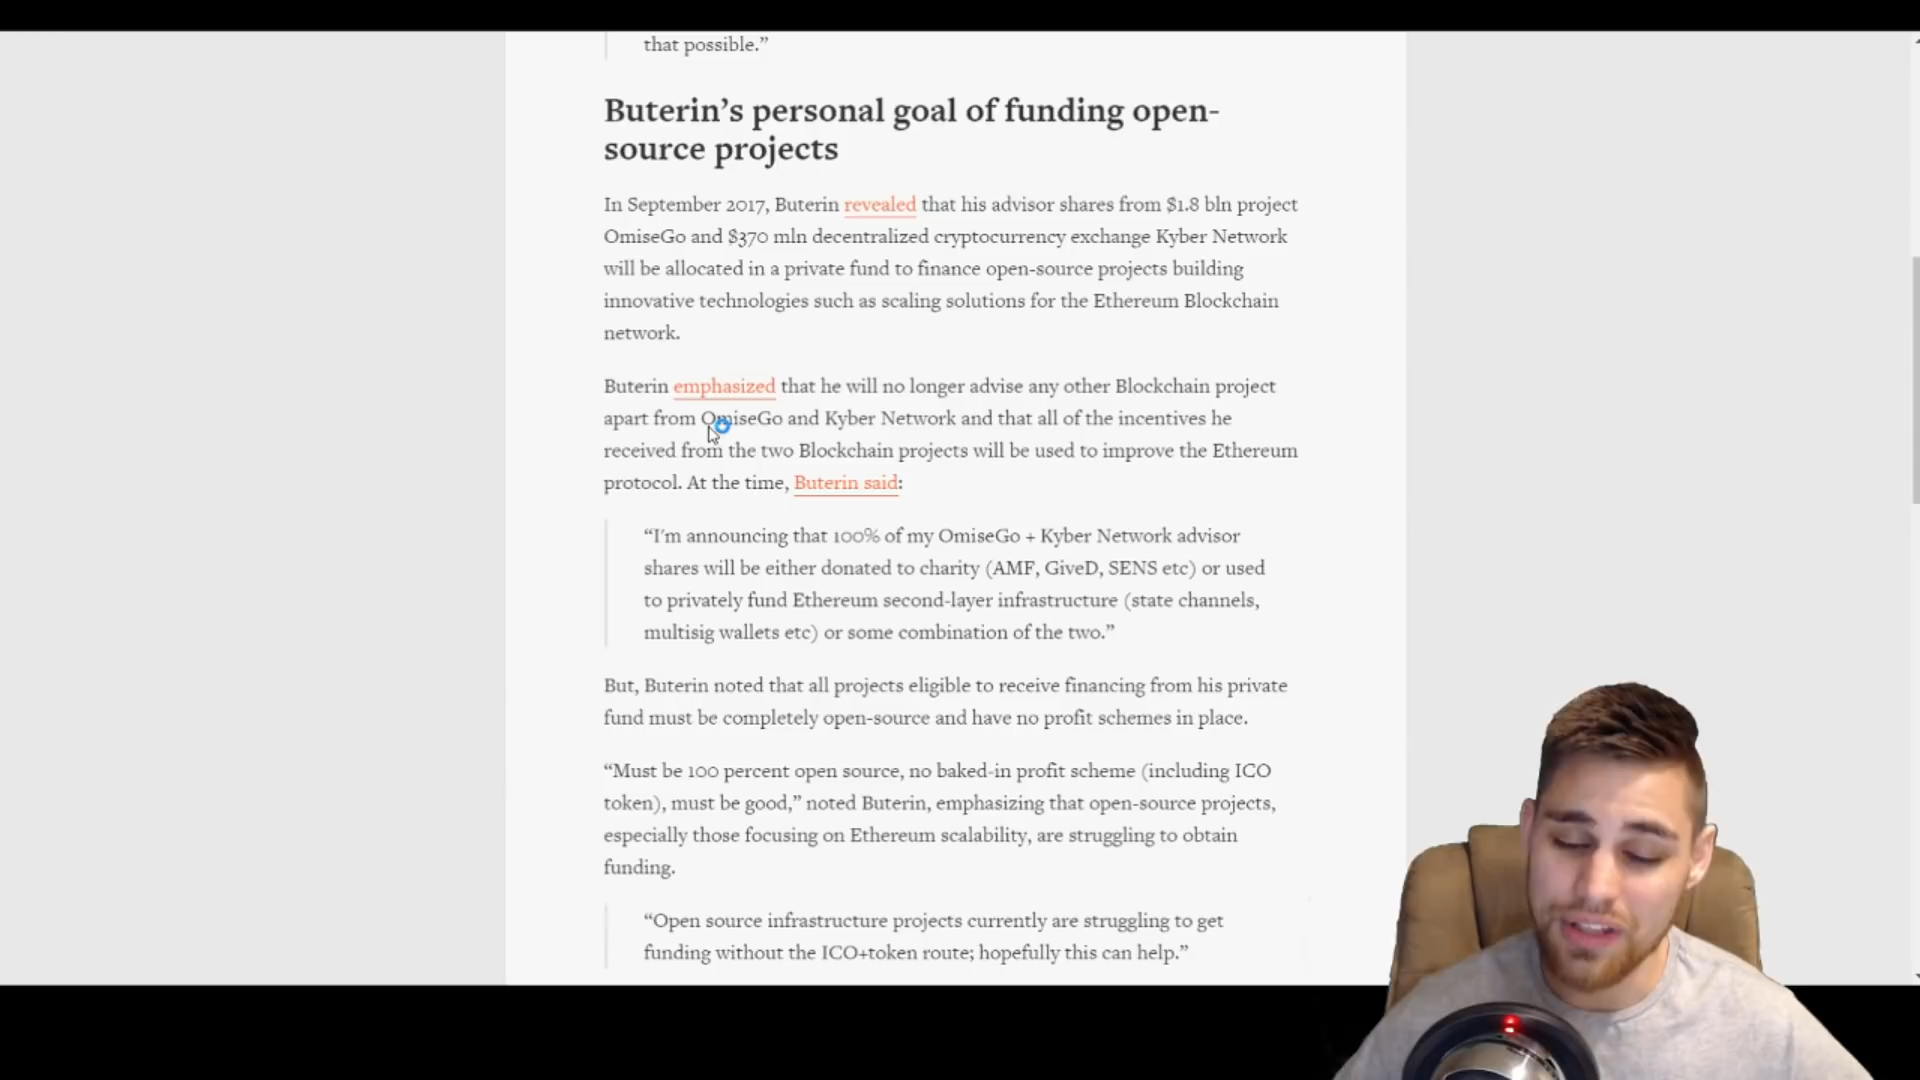 that possible.”
Buterin’s personal goal of funding open-
source projects
In September 2017, Buterin revealed that his advisor shares from $1.8 bln project
OmiseGo and $370 mln decentralized cryptocurrency exchange Kyber Network
will be allocated in a private fund to finance open-source projects building
innovative technologies such as scaling solutions for the Ethereum Blockchain
network.
Buterin emphasized that he will no longer advise any other Blockchain project
apart from OmiseGo and Kyber Network and that all of the incentives he
received from the two Blockchain projects will be used to improve the Ethereum
protocol. At the time, Buterin said:
“I’m announcing that 100% of my OmiseGo + Kyber Network advisor
shares will be either donated to charity (AMF, GiveD, SENS etc) or used
to privately fund Ethereum second-layer infrastructure (state channels,
multisig wallets etc) or some combination of the two.”
But, Buterin noted that all projects eligible to receive financing from his private
fund must be completely open-source and have no profit schemes in place.
“Must be 100 percent open source, no baked-in profit scheme (including ICO
token), must be good,” noted Buterin, emphasizing that open-source projects,
especially those focusing on Ethereum scalability, are struggling to obtain
funding.
“Open source infrastructure projects currently are struggling to get
funding without the ICO+token route; hopefully this can help.”